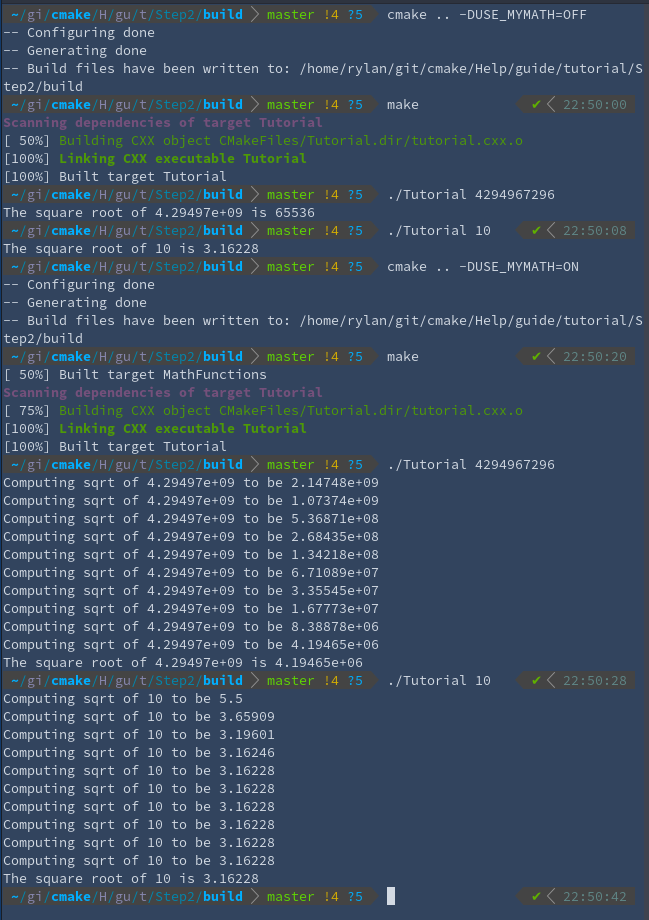 ~/gi/cmake/H/gu/t/Step2/build > master !4 ?5 cmake .. -DUSE_MYMATH=OFF
-- Configuring done
-- Generating done
-- Build files have been written to: /home/rylan/git/cmake/Help/guide/tutorial/S
tep2/build
~/gi/cmake/H/gu/t/Step2/build > master !4 ?5 make ✔ < 22:50:00
Scanning dependencies of target Tutorial
[ 50%] Building CXX object CMakeFiles/Tutorial.dir/tutorial.cxx.o
[100%] Linking CXX executable Tutorial
[100%] Built target Tutorial
~/gi/cmake/H/gu/t/Step2/build > master !4 ?5 ./Tutorial 4294967296
The square root of 4.29497e+09 is 65536
~/gi/cmake/H/gu/t/Step2/build > master !4 ?5 ./Tutorial 10 ✔ < 22:50:08
The square root of 10 is 3.16228
~/gi/cmake/H/gu/t/Step2/build > master !4 ?5 cmake .. -DUSE_MYMATH=ON
-- Configuring done
-- Generating done
-- Build files have been written to: /home/rylan/git/cmake/Help/guide/tutorial/S
tep2/build
~/gi/cmake/H/gu/t/Step2/build > master !4 ?5 make ✔ < 22:50:20
[ 50%] Built target MathFunctions
Scanning dependencies of target Tutorial
[ 75%] Building CXX object CMakeFiles/Tutorial.dir/tutorial.cxx.o
[100%] Linking CXX executable Tutorial
[100%] Built target Tutorial
~/gi/cmake/H/gu/t/Step2/build > master !4 ?5 ./Tutorial 4294967296
Computing sqrt of 4.29497e+09 to be 2.14748e+09
Computing sqrt of 4.29497e+09 to be 1.07374e+09
Computing sqrt of 4.29497e+09 to be 5.36871e+08
Computing sqrt of 4.29497e+09 to be 2.68435e+08
Computing sqrt of 4.29497e+09 to be 1.34218e+08
Computing sqrt of 4.29497e+09 to be 6.71089e+07
Computing sqrt of 4.29497e+09 to be 3.35545e+07
Computing sqrt of 4.29497e+09 to be 1.67773e+07
Computing sqrt of 4.29497e+09 to be 8.38878e+06
Computing sqrt of 4.29497e+09 to be 4.19465e+06
The square root of 4.29497e+09 is 4.19465e+06
~/gi/cmake/H/gu/t/Step2/build > master !4 ?5 ./Tutorial 10 ✔ < 22:50:28
Computing sqrt of 10 to be 5.5
Computing sqrt of 10 to be 3.65909
Computing sqrt of 10 to be 3.19601
Computing sqrt of 10 to be 3.16246
Computing sqrt of 10 to be 3.16228
Computing sqrt of 10 to be 3.16228
Computing sqrt of 10 to be 3.16228
Computing sqrt of 10 to be 3.16228
Computing sqrt of 10 to be 3.16228
Computing sqrt of 10 to be 3.16228
The square root of 10 is 3.16228
~/gi/cmake/H/gu/t/Step2/build > master !4 ?5 ✔ < 22:50:42